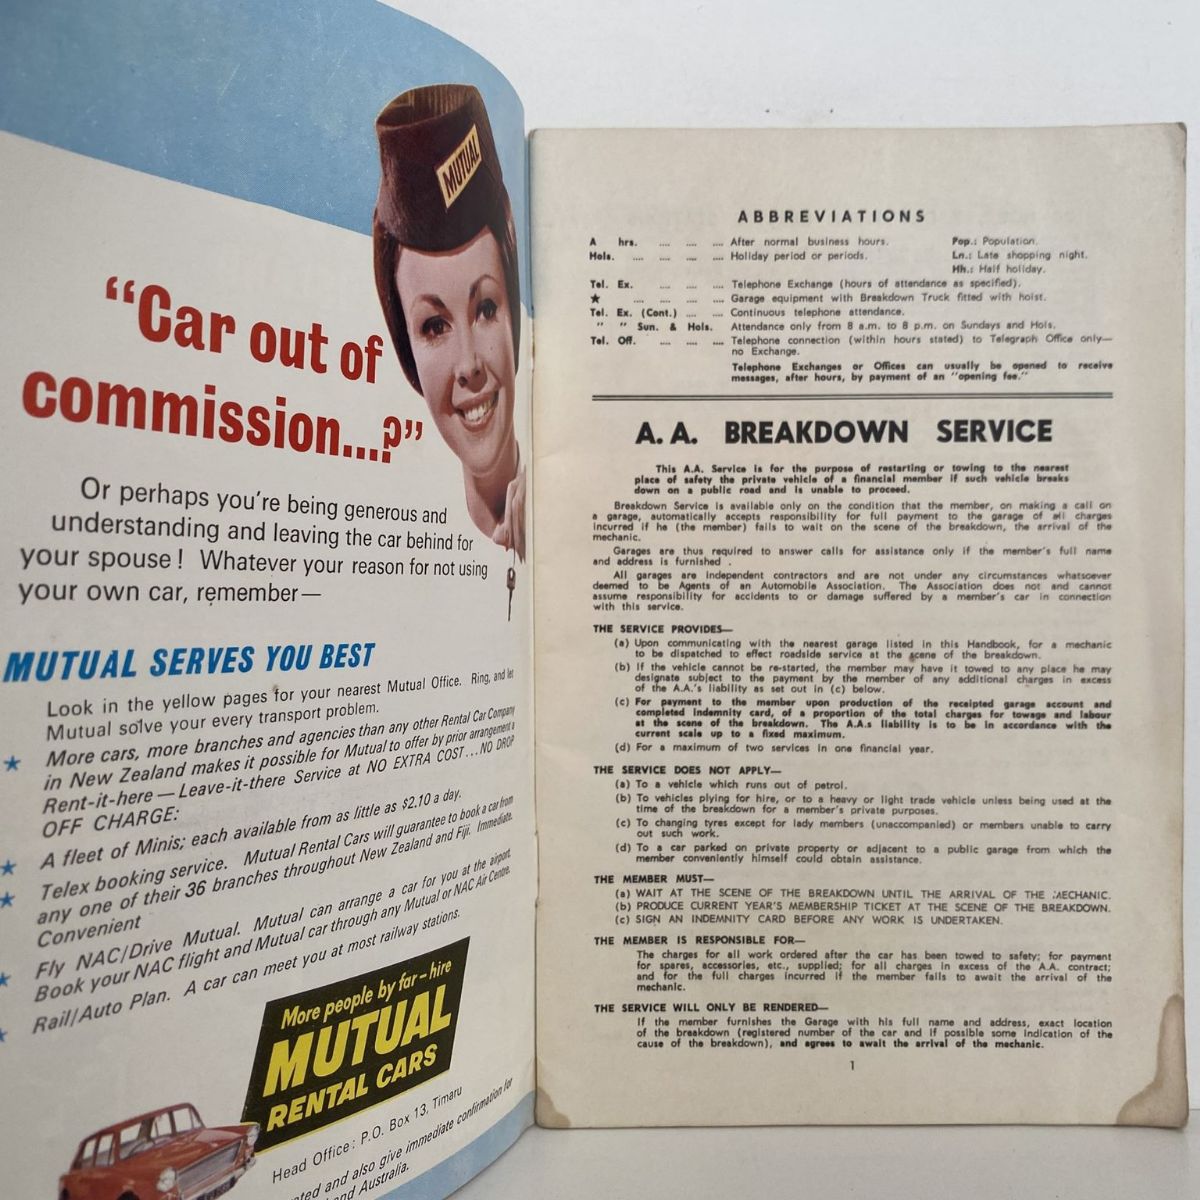 MUTUAL
“Car out of
commission...?”
Or perhaps you're being generous and
understanding and leaving the car behind for
your spouse! Whatever your reason for not using
your own car, remember—
MUTUAL SERVES YOU BEST
Look in the yellow pages for your nearest Mutual Office. Ring, and let
Mutual solve your every transport problem.
★ More cars, more branches and agencies than any other Rental Car Company
in New Zealand makes it possible for Mutual to offer by prior arrangement a
Rent-it-here — Leave-it-there Service at NO EXTRA COST...NO DROP
OFF CHARGE:
★ A fleet of Minis; each available from as little as $2.10 a day.
★ Telex booking service. Mutual Rental Cars will guarantee to book a car from
any one of their 36 branches throughout New Zealand and Fiji. Immediate.
Convenient
★ Fly NAC/Drive Mutual. Mutual can arrange a car for you at the airport.
Book your NAC flight and Mutual car through any Mutual or NAC Air Centre.
★ Rail/Auto Plan. A car can meet you at most railway stations.
More people by far – hire
MUTUAL
RENTAL CARS
Head Office: P.O. Box 13, Timaru
and also give immediate confirmation for
and Australia.
ABBREVIATIONS
A hrs. .... .... .... After normal business hours. Pop.: Population.
Hols. .... .... .... .... Holiday period or periods. Ln.: Late shopping night.
Hh.: Half holiday.
Tel. Ex. .... .... .... Telephone Exchange (hours of attendance as specified).
★ .... .... .... .... Garage equipment with Breakdown Truck fitted with hoist.
Tel. Ex. (Cont.) .... .... Continuous telephone attendance.
" " Sun. & Hols. Attendance only from 8 a.m. to 8 p.m. on Sundays and Hols.
Tel. Off. .... .... .... Telephone connection (within hours stated) to Telegraph Office only—
no Exchange.
Telephone Exchanges or Offices can usually be opened to receive
messages, after hours, by payment of an "opening fee."
A. A. BREAKDOWN SERVICE
This A.A. Service is for the purpose of restarting or towing to the nearest
place of safety the private vehicle of a financial member if such vehicle breaks
down on a public road and is unable to proceed.
Breakdown Service is available only on the condition that the member, on making a call on
a garage, automatically accepts responsibility for full payment to the garage of all charges
incurred if he (the member) fails to wait on the scene of the breakdown, the arrival of the
mechanic.
Garages are thus required to answer calls for assistance only if the member's full name
and address is furnished .
All garages are independent contractors and are not under any circumstances whatsoever
deemed to be Agents of an Automobile Association. The Association does not and cannot
assume responsibility for accidents to or damage suffered by a member's car in connection
with this service.
THE SERVICE PROVIDES—
(a) Upon communicating with the nearest garage listed in this Handbook, for a mechanic
to be dispatched to effect roadside service at the scene of the breakdown.
(b) If the vehicle cannot be re-started, the member may have it towed to any place he may
designate subject to the payment by the member of any additional charges in excess
of the A.A.'s liability as set out in (c) below.
(c) For payment to the member upon production of the receipted garage account and
completed indemnity card, of a proportion of the total charges for towage and labour
at the scene of the breakdown. The A.A.s liability is to be in accordance with the
current scale up to a fixed maximum.
(d) For a maximum of two services in one financial year.
THE SERVICE DOES NOT APPLY—
(a) To a vehicle which runs out of petrol.
(b) To vehicles plying for hire, or to a heavy or light trade vehicle unless being used at the
time of the breakdown for a member's private purposes.
(c) To changing tyres except for lady members (unaccompanied) or members unable to carry
out such work.
(d) To a car parked on private property or adjacent to a public garage from which the
member conveniently himself could obtain assistance.
THE MEMBER MUST—
(a) WAIT AT THE SCENE OF THE BREAKDOWN UNTIL THE ARRIVAL OF THE MECHANIC.
(b) PRODUCE CURRENT YEAR'S MEMBERSHIP TICKET AT THE SCENE OF THE BREAKDOWN.
(c) SIGN AN INDEMNITY CARD BEFORE ANY WORK IS UNDERTAKEN.
THE MEMBER IS RESPONSIBLE FOR—
The charges for all work ordered after the car has been towed to safety; for payment
for spares, accessories, etc., supplied; for all charges in excess of the A.A. contract;
and for the full charges incurred if the member fails to await the arrival of the
mechanic.
THE SERVICE WILL ONLY BE RENDERED—
If the member furnishes the Garage with his full name and address, exact location
of the breakdown (registered number of the car and if possible some indication of the
cause of the breakdown), and agrees to await the arrival of the mechanic.
1